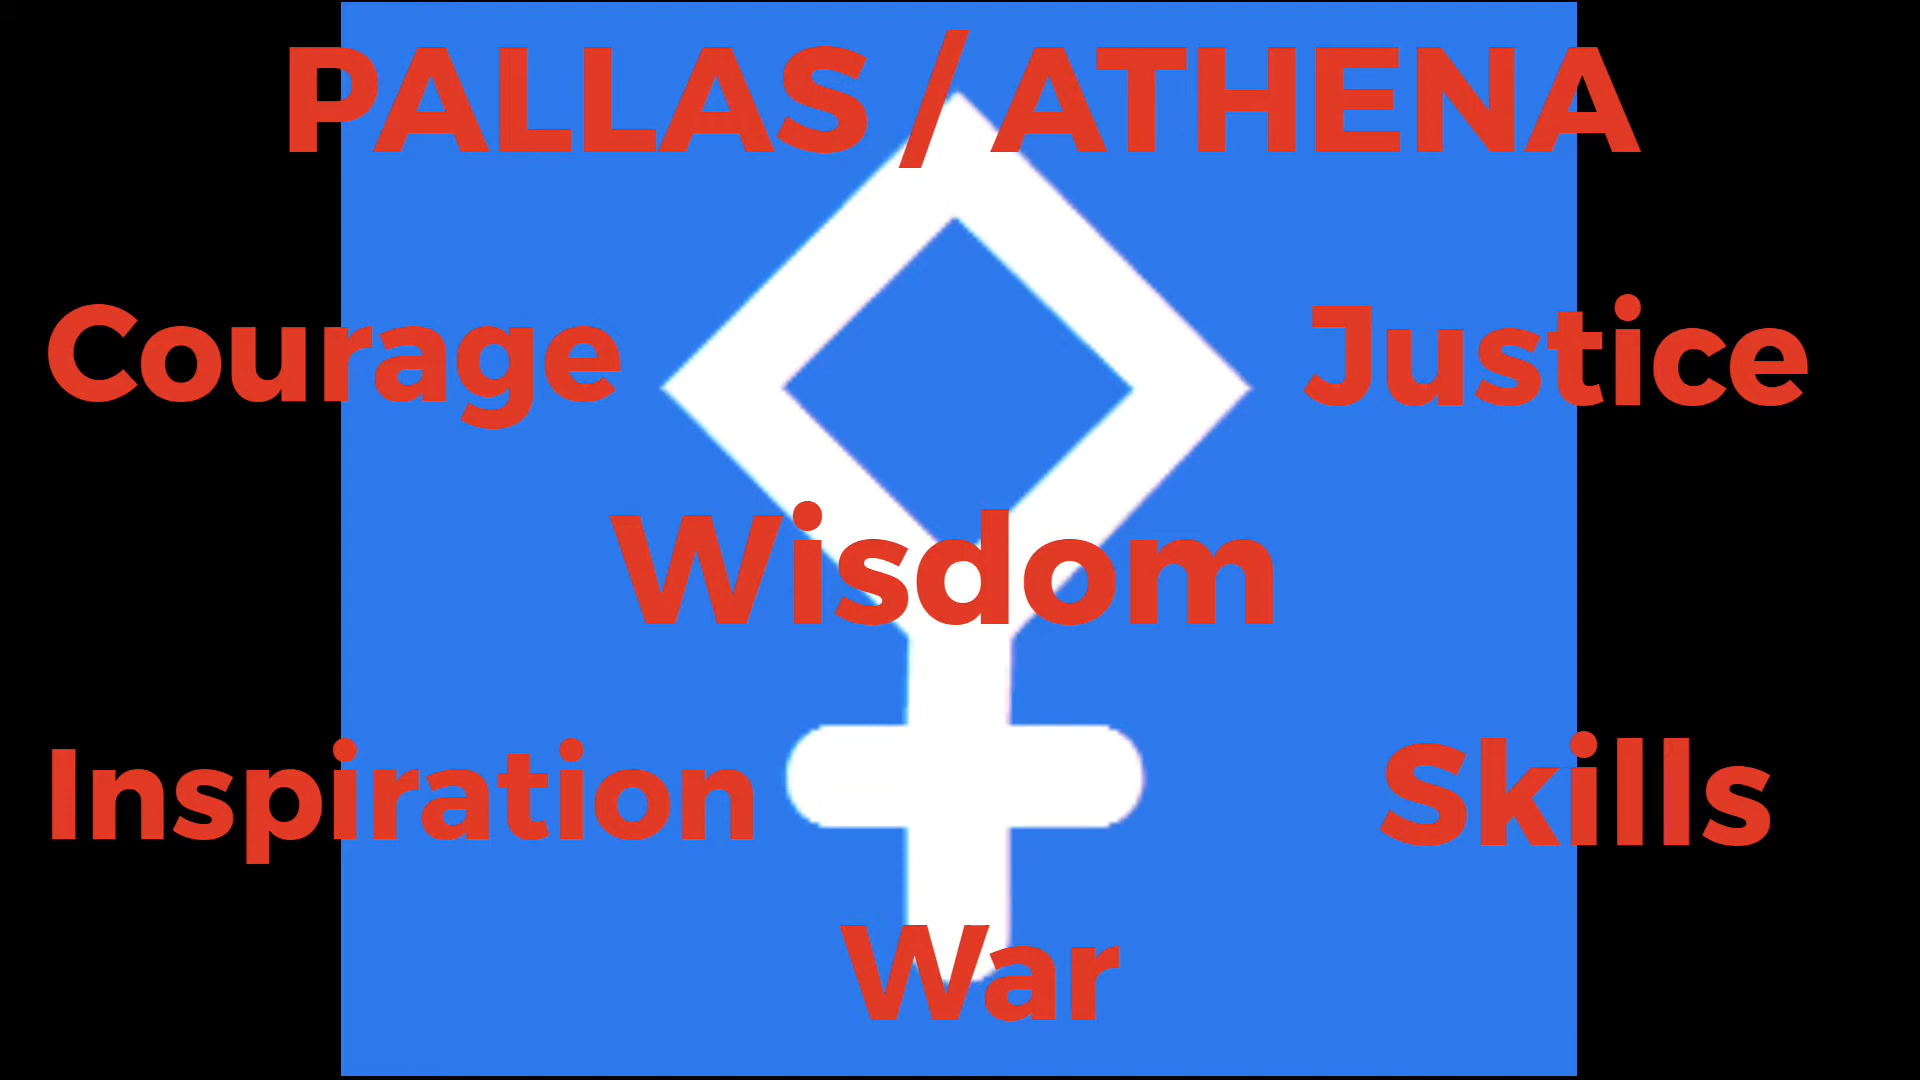 PALLAS / ATHENA
Courage
Justice
Wisdom
Inspiration
Skills
War